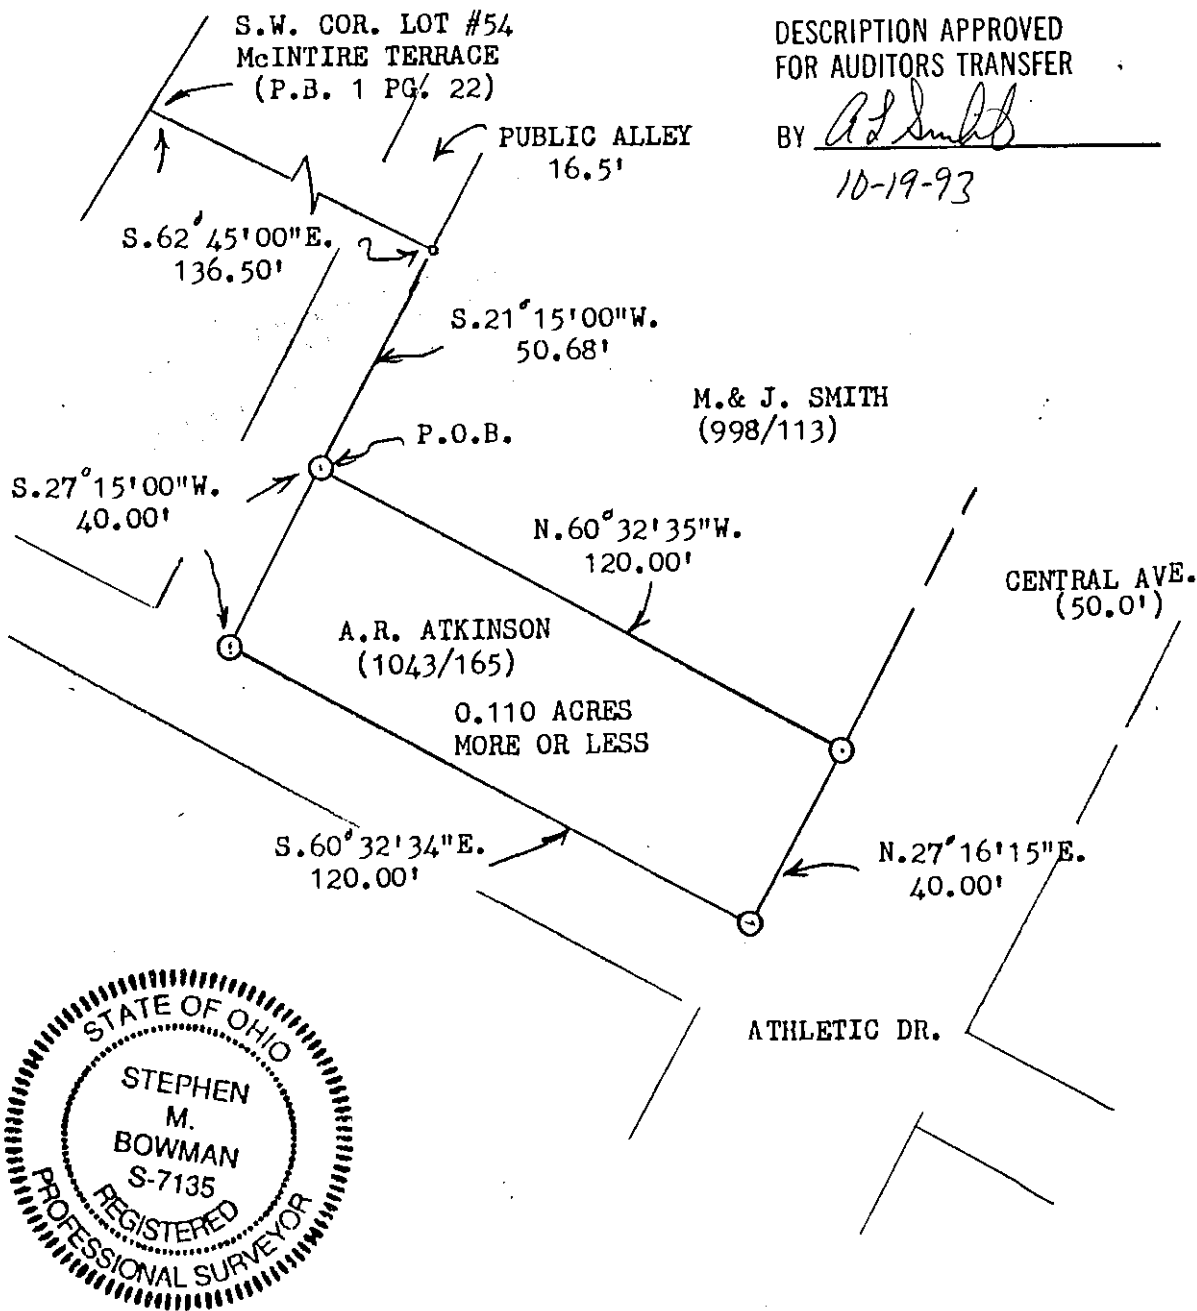 S.W. COR. LOT #54
McINTIRE TERRACE
(P.B. 1 PG. 22)
DESCRIPTION APPROVED
FOR AUDITORS TRANSFER
BY
10-19-93
PUBLIC ALLEY
16.5'
S.62°45'00"E.
136.50'
S.21°15'00"W.
50.68'
M.& J. SMITH
(998/113)
P.O.B.
S.27°15'00"W.
40.00'
N.60°32'35"W.
120.00'
CENTRAL AVE.
(50.0')
A.R. ATKINSON
(1043/165)
0.110 ACRES
MORE OR LESS
S.60°32'34"E.
120.00'
N.27°16'15"E.
40.00'
ATHLETIC DR.
STATE OF OHIO
STEPHEN
M.
BOWMAN
S-7135
REGISTERED
PROFESSIONAL SURVEYOR